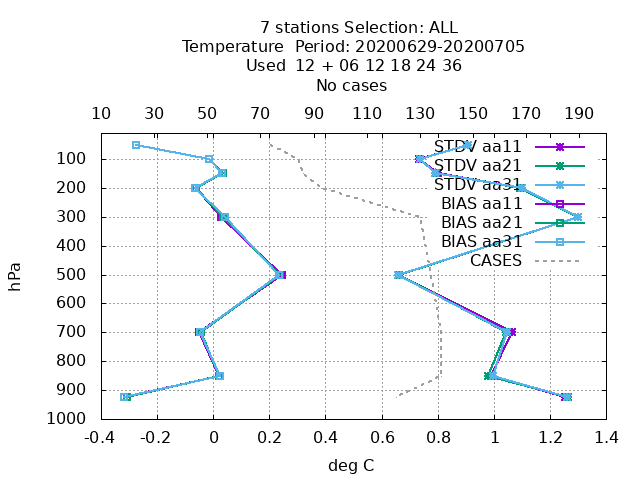 7 stations Selection: ALL
Temperature  Period: 20200629-20200705
Used  12 + 06 12 18 24 36
No cases
10 30 50 70 90 110 130 150 170 190
STDV aa11
STDV aa21
STDV aa31
BIAS aa11
BIAS aa21
BIAS aa31
CASES
hPa
100
200
300
400
500
600
700
800
900
1000
-0.4 -0.2 0 0.2 0.4 0.6 0.8 1 1.2 1.4
deg C